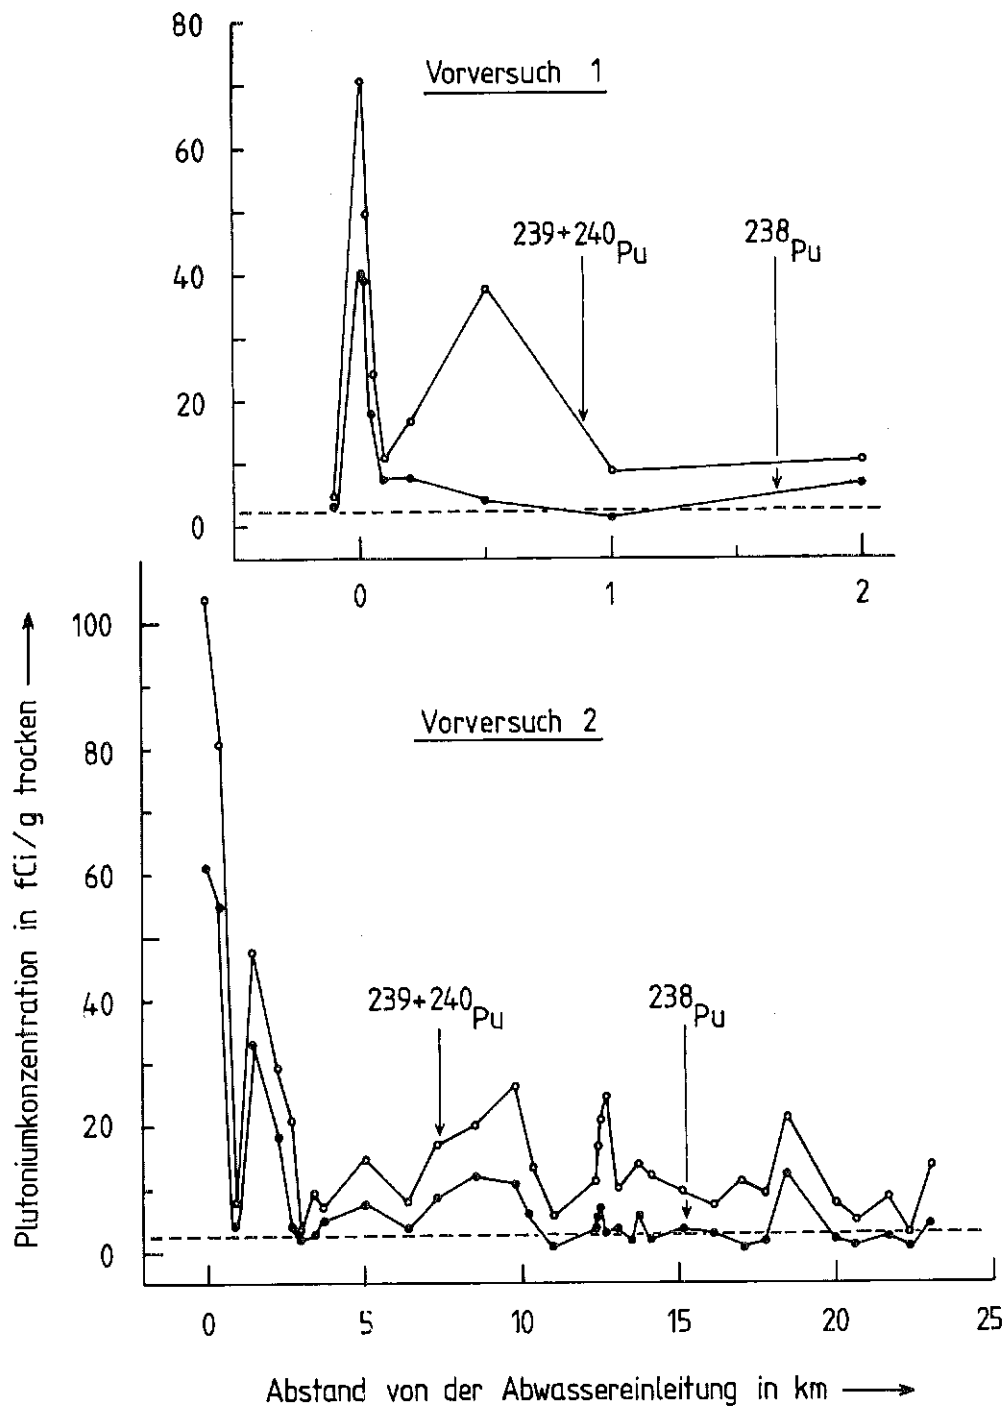 Vorversuch 1
80
60
40
20
0
239+240Pu
238Pu
0 1 2
Vorversuch 2
100
80
60
40
20
0
239+240Pu
238Pu
0 5 10 15 20 25
Plutoniumkonzentration in fCi/g trocken
Abstand von der Abwassereinleitung in km